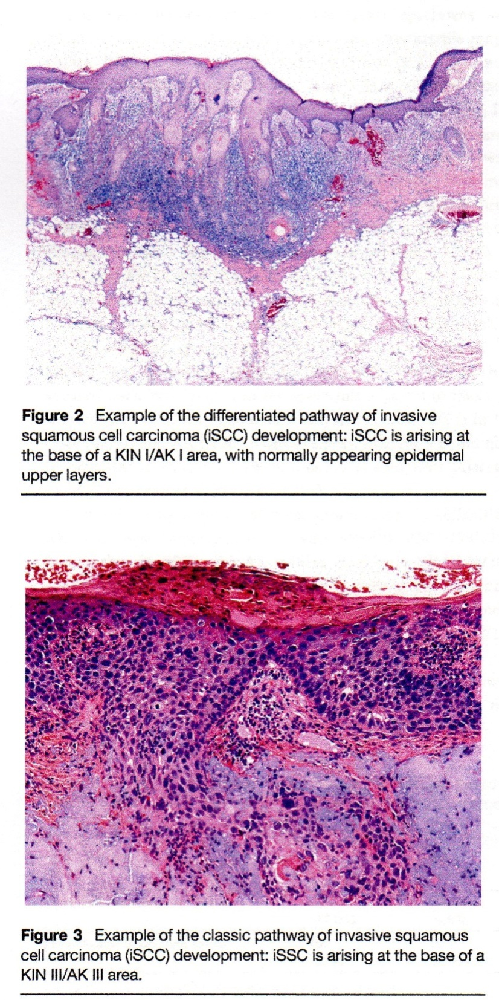 Figure 2 Example of the differentiated pathway of invasive
squamous cell carcinoma (iSCC) development: iSCC is arising at
the base of a KIN I/AK I area, with normally appearing epidermal
upper layers.
Figure 3 Example of the classic pathway of invasive squamous
cell carcinoma (iSCC) development: iSSC is arising at the base of a
KIN III/AK III area.